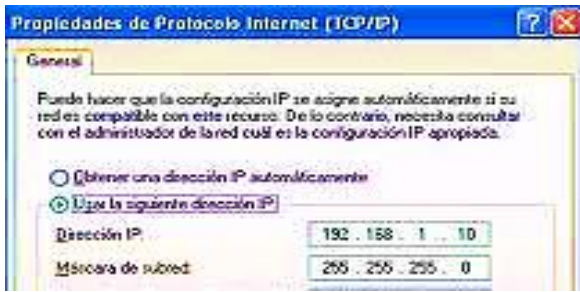 Propiedades de Protocolo Internet (TCP/IP)
General
Puede hacer que la configuración IP se asigne automáticamente si su
red es compatible con este recurso. De lo contrario, necesita consultar
con el administrador de la red cuál es la configuración IP apropiada.
Obtener una dirección IP automáticamente
Usar la siguiente dirección IP:
Dirección IP: 192 . 168 . 1 . 10
Máscara de subred: 255 . 255 . 255 . 0